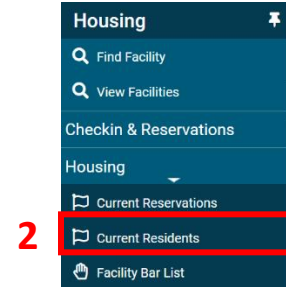 Housing
Find Facility
View Facilities
Checkin & Reservations
Housing
Current Reservations
2
Current Residents
Facility Bar List